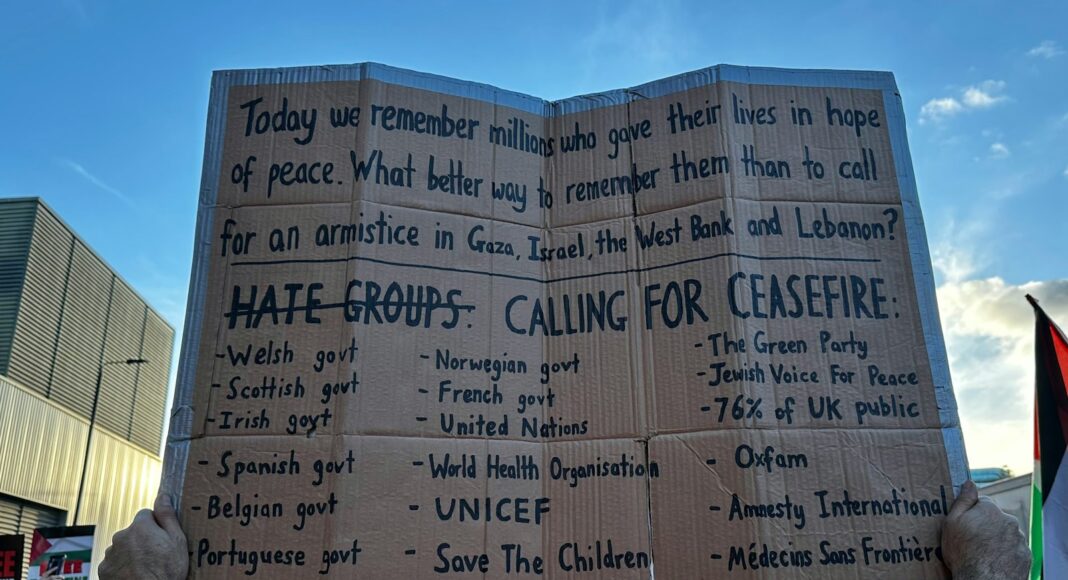 Today we remember millions who gave their lives in hope
of peace. What better way to remember them than to call
for an armistice in Gaza, Israel, the West Bank and Lebanon?
HATE GROUPS: CALLING FOR CEASEFIRE:
- Welsh govt
- Scottish govt
- Irish govt
- Spanish govt
- Belgian govt
- Portuguese govt
- Norwegian govt
- French govt
- United Nations
- World Health Organisation
- UNICEF
- Save The Children
- The Green Party
- Jewish Voice For Peace
- 76% of UK public
- Oxfam
- Amnesty International
- Médecins Sans Frontière